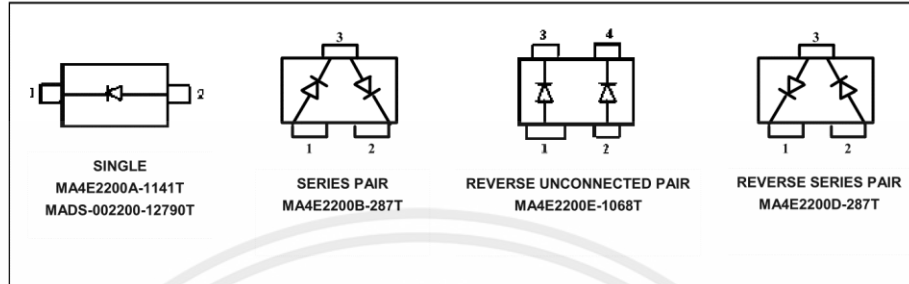 1
2
SINGLE
MA4E2200A-1141T
MADS-002200-12790T
3
1 2
SERIES PAIR
MA4E2200B-287T
3 4
1 2
REVERSE UNCONNECTED PAIR
MA4E2200E-1068T
3
1 2
REVERSE SERIES PAIR
MA4E2200D-287T